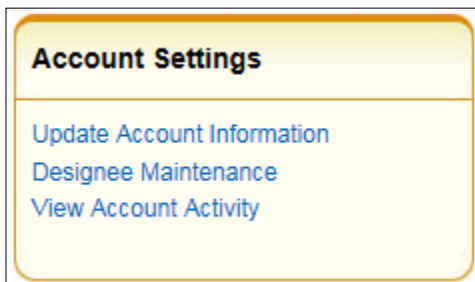 Account Settings
Update Account Information
Designee Maintenance
View Account Activity